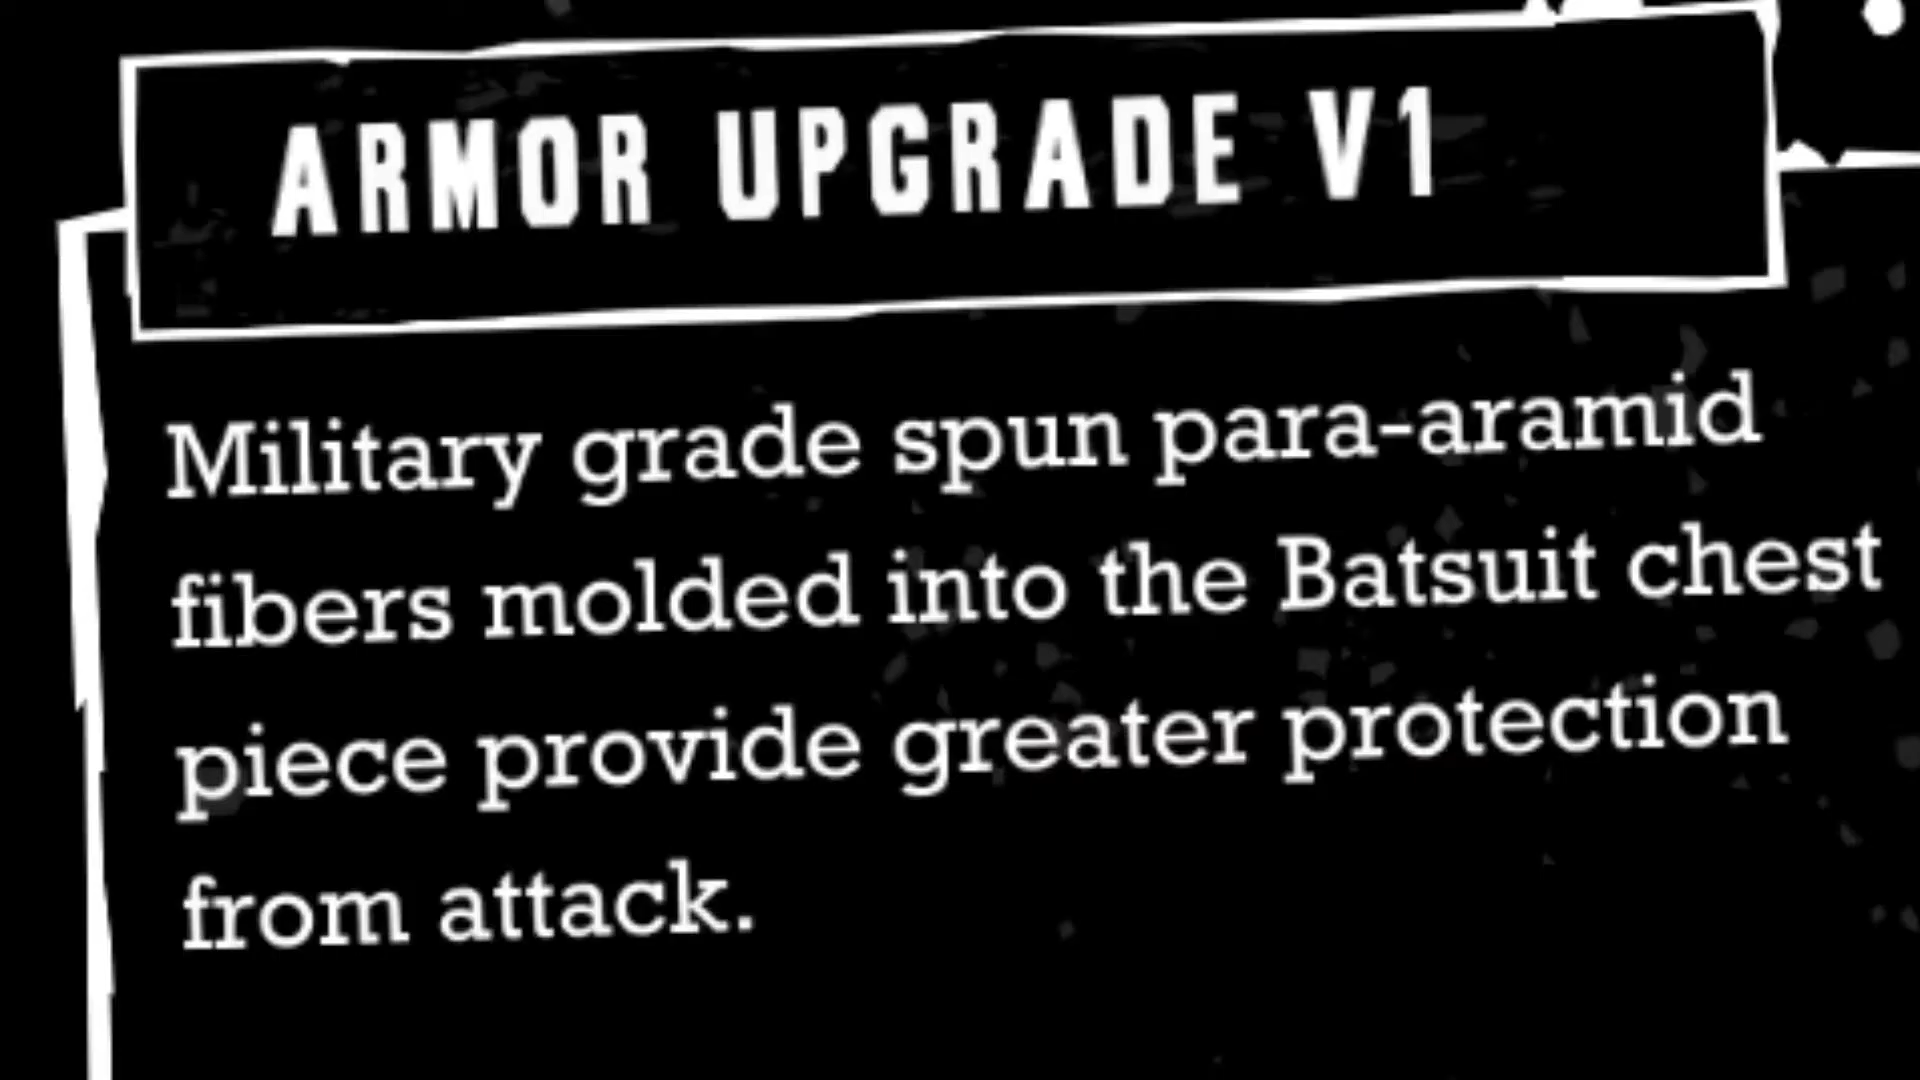 ARMOR UPGRADE V1
Military grade spun para-aramid
fibers molded into the Batsuit chest
piece provide greater protection
from attack.